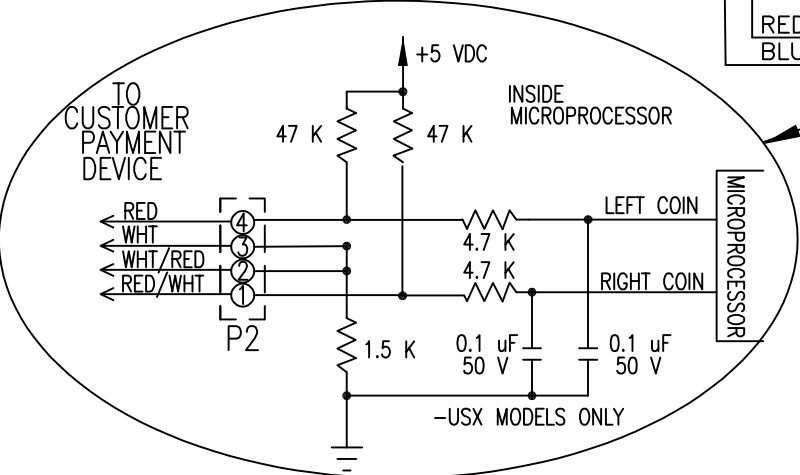 RED
BLU
+5 VDC
TO
CUSTOMER
PAYMENT
DEVICE
INSIDE
MICROPROCESSOR
47 K
47 K
RED
4
LEFT COIN
WHT
3
4.7 K
WHT/RED
2
4.7 K
RED/WHT
1
RIGHT COIN
MICROPROCESSOR
P2
1.5 K
0.1 uF
50 V
0.1 uF
50 V
-USX MODELS ONLY